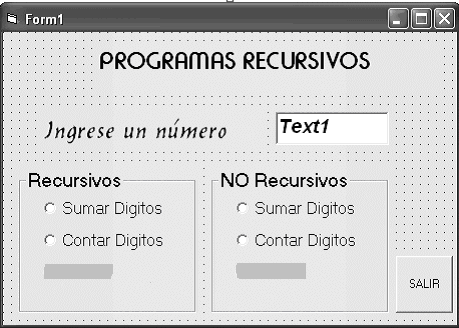 Form1
PROGRAMAS RECURSIVOS
Ingrese un número
Text1
Recursivos
Sumar Digitos
Contar Digitos
NO Recursivos
Sumar Digitos
Contar Digitos
SALIR